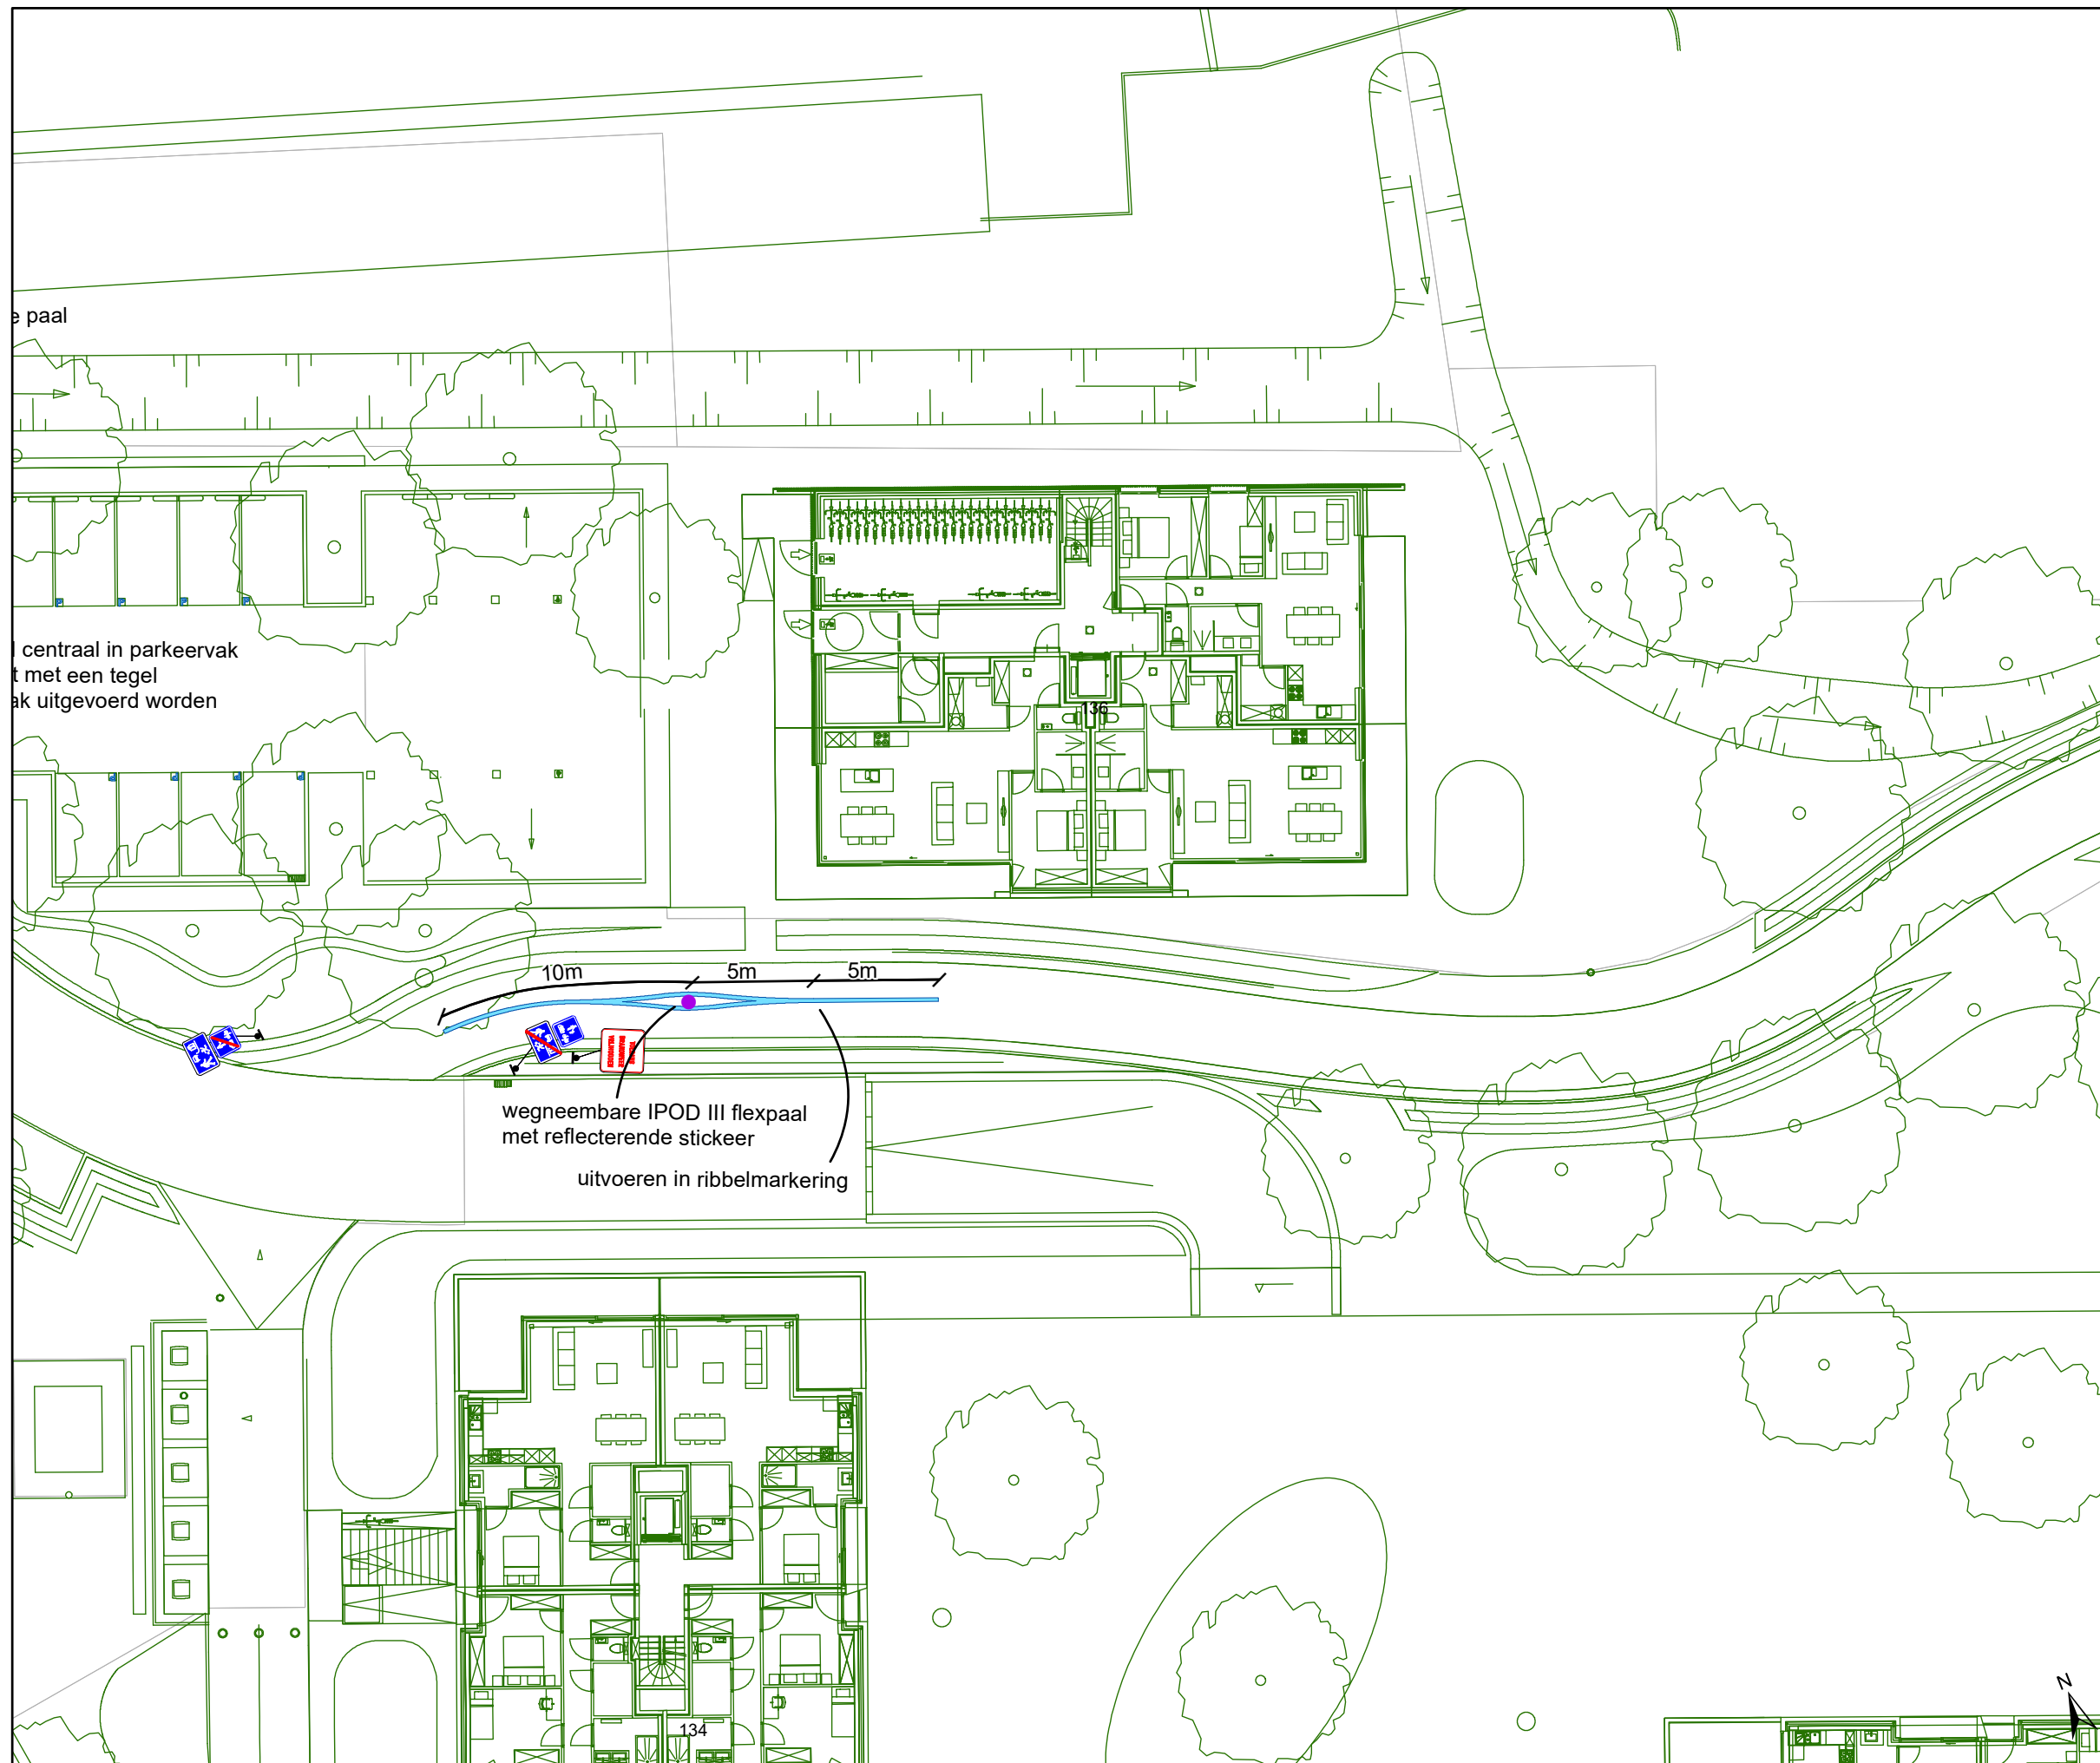 e paal
l centraal in parkeervak
t met een tegel
ak uitgevoerd worden
136
10m
5m
5m
wegneembare IPOD III flexpaal
met reflecterende stickeer
uitvoeren in ribbelmarkering
134
N